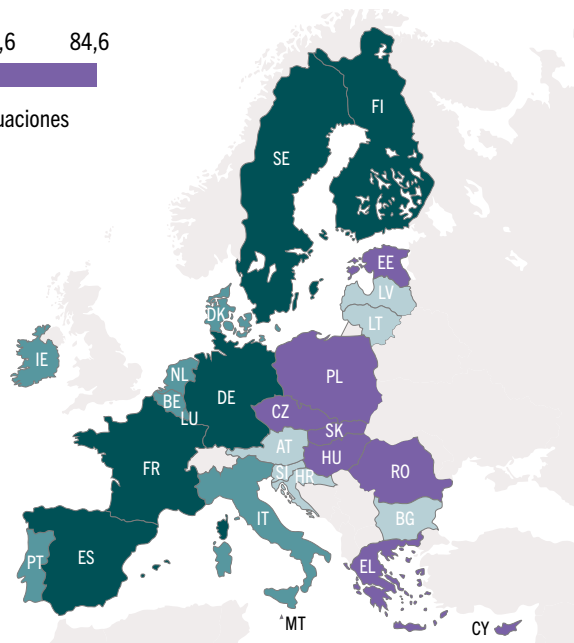 ,6 84,6
uaciones
FI
SE
EE
LV
DK
LT
IE
NL
PL
BE
DE
CZ
LU
SK
AT
HU
FR
RO
SI
HR
IT
BG
PT
ES
EL
MT
CY